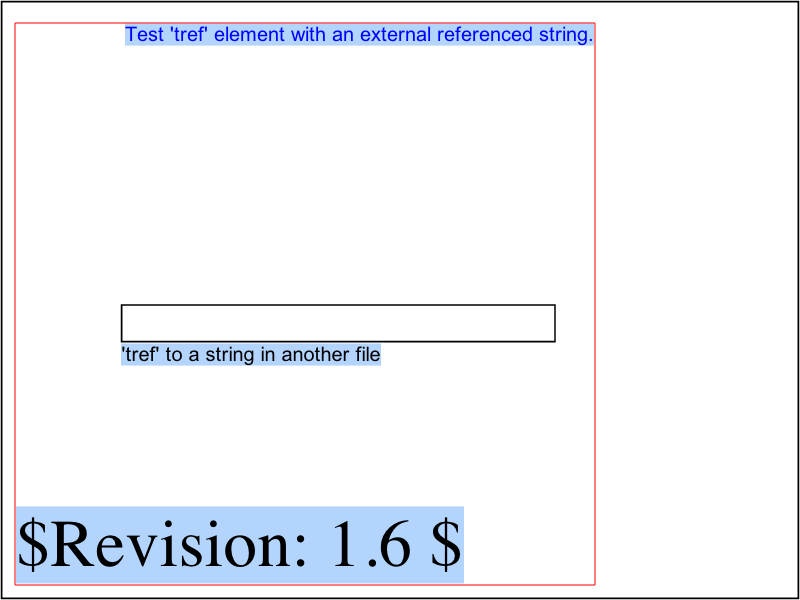 Test 'tref' element with an external referenced string.
'tref' to a string in another file
$Revision: 1.6 $